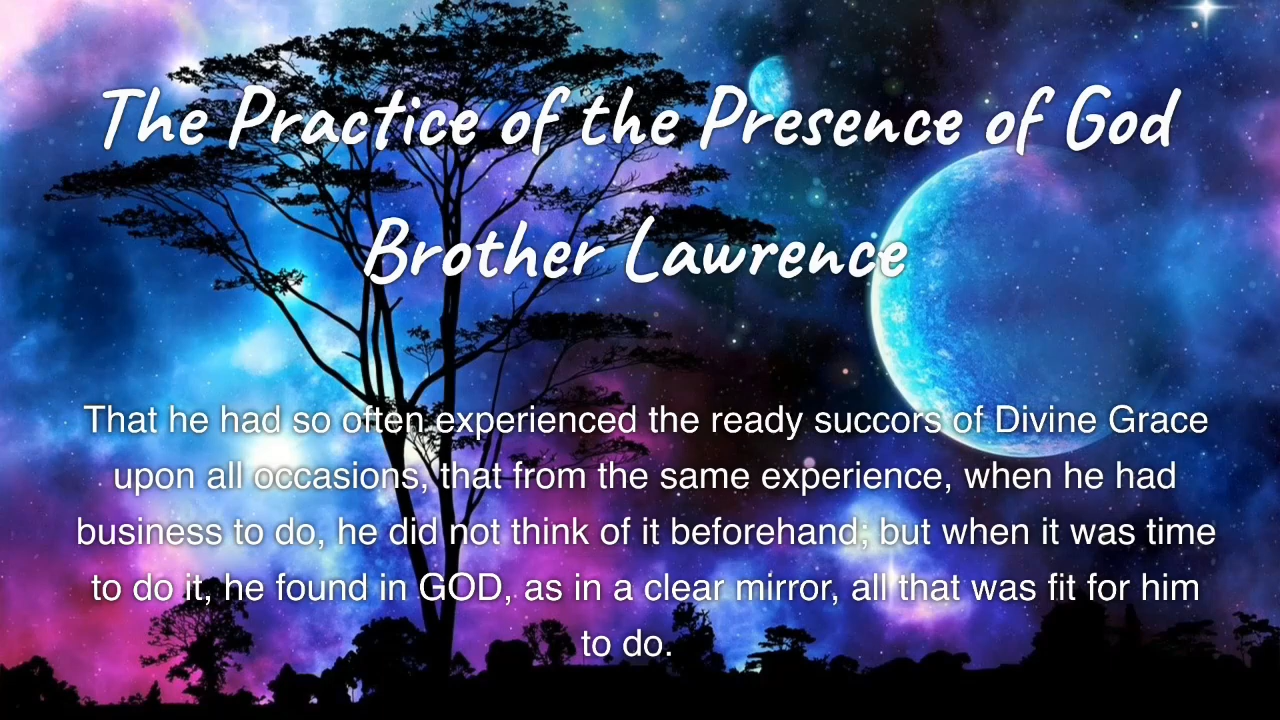 The Practice of the Presence of God
Brother Lawrence
That he had so often experienced the ready succors of Divine Grace
upon all occasions, that from the same experience, when he had
business to do, he did not think of it beforehand; but when it was time
to do it, he found in GOD, as in a clear mirror, all that was fit for him
to do.